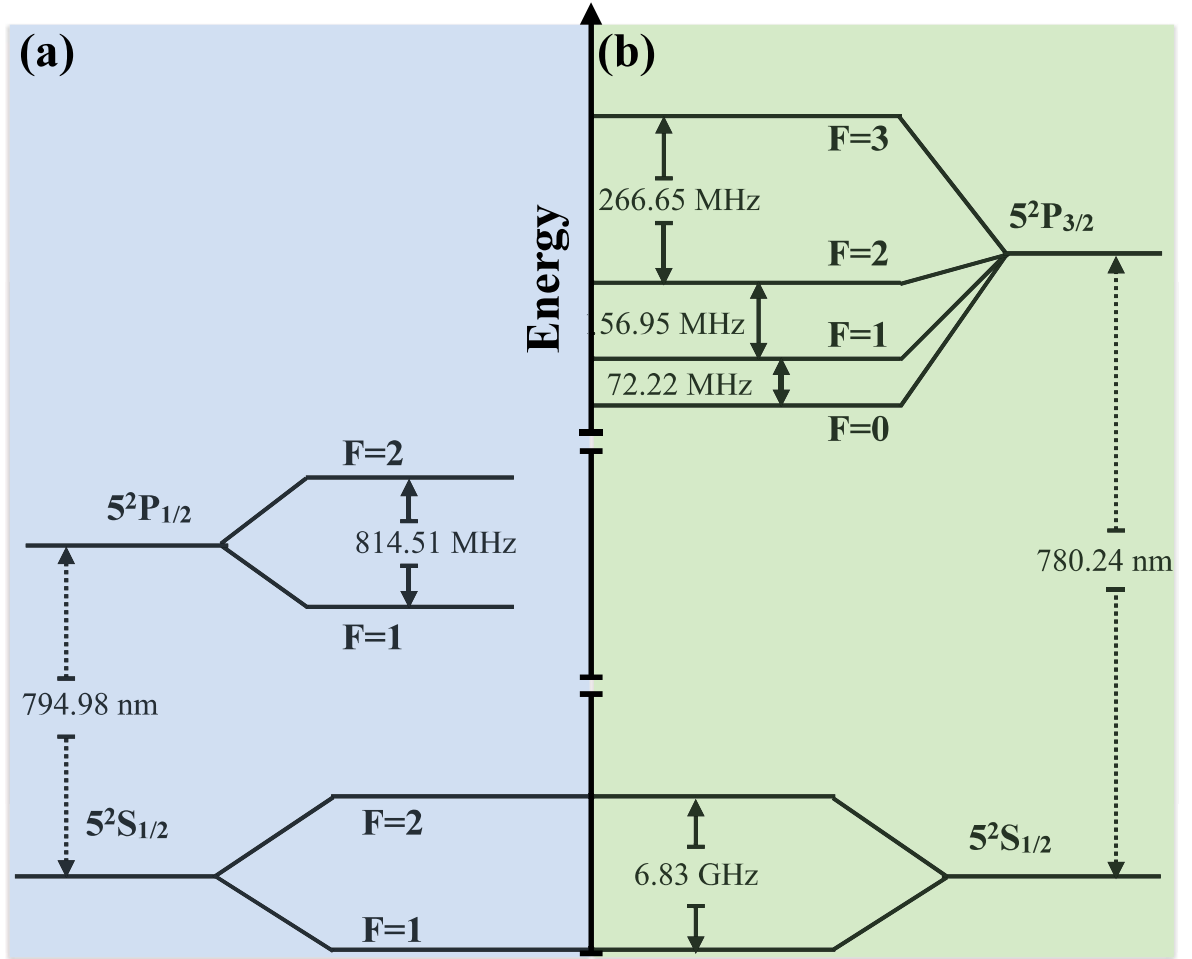 (a)
(b)
Energy
F=3
266.65 MHz
5²P3/2
F=2
56.95 MHz
F=1
72.22 MHz
F=0
F=2
5²P1/2
814.51 MHz
F=1
780.24 nm
794.98 nm
5²S1/2
F=2
5²S1/2
6.83 GHz
F=1